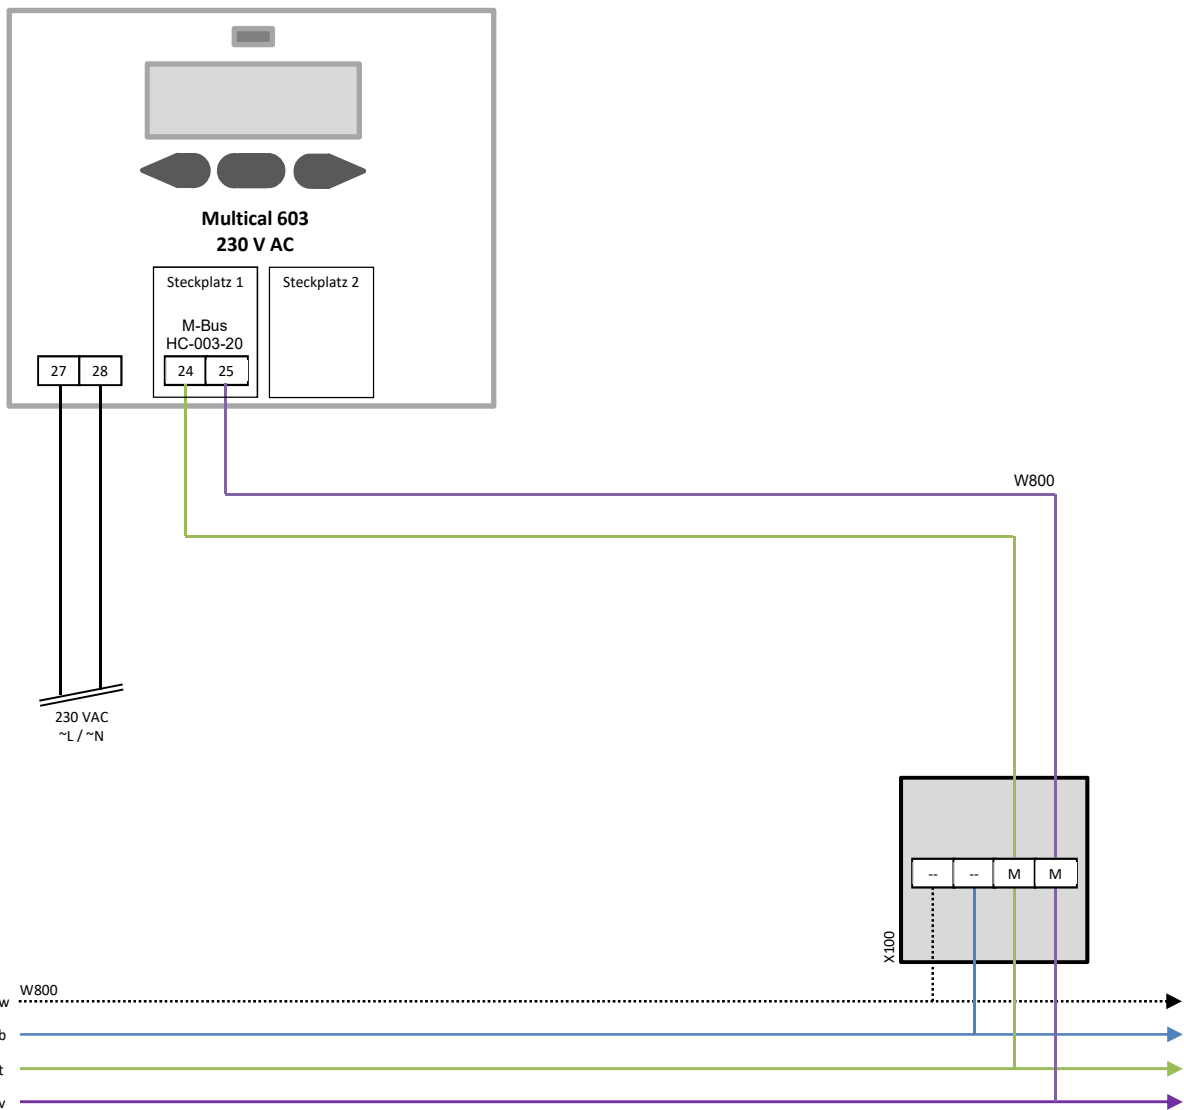 Multical 603
230 V AC
Steckplatz 1
Steckplatz 2
M-Bus
HC-003-20
27
28
24
25
W800
230 VAC
~L / ~N
--
--
M
M
X100
W800
w
b
t
v